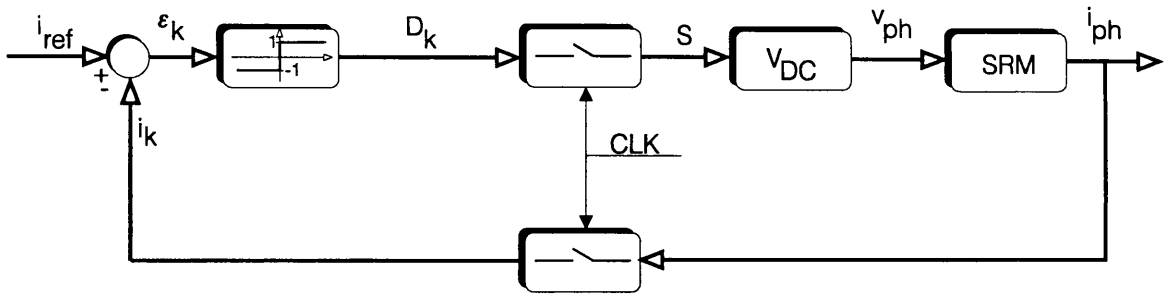 i_ref
+
-
ε_k
1
-1
D_k
S
V_DC
v_ph
SRM
i_ph
i_k
CLK